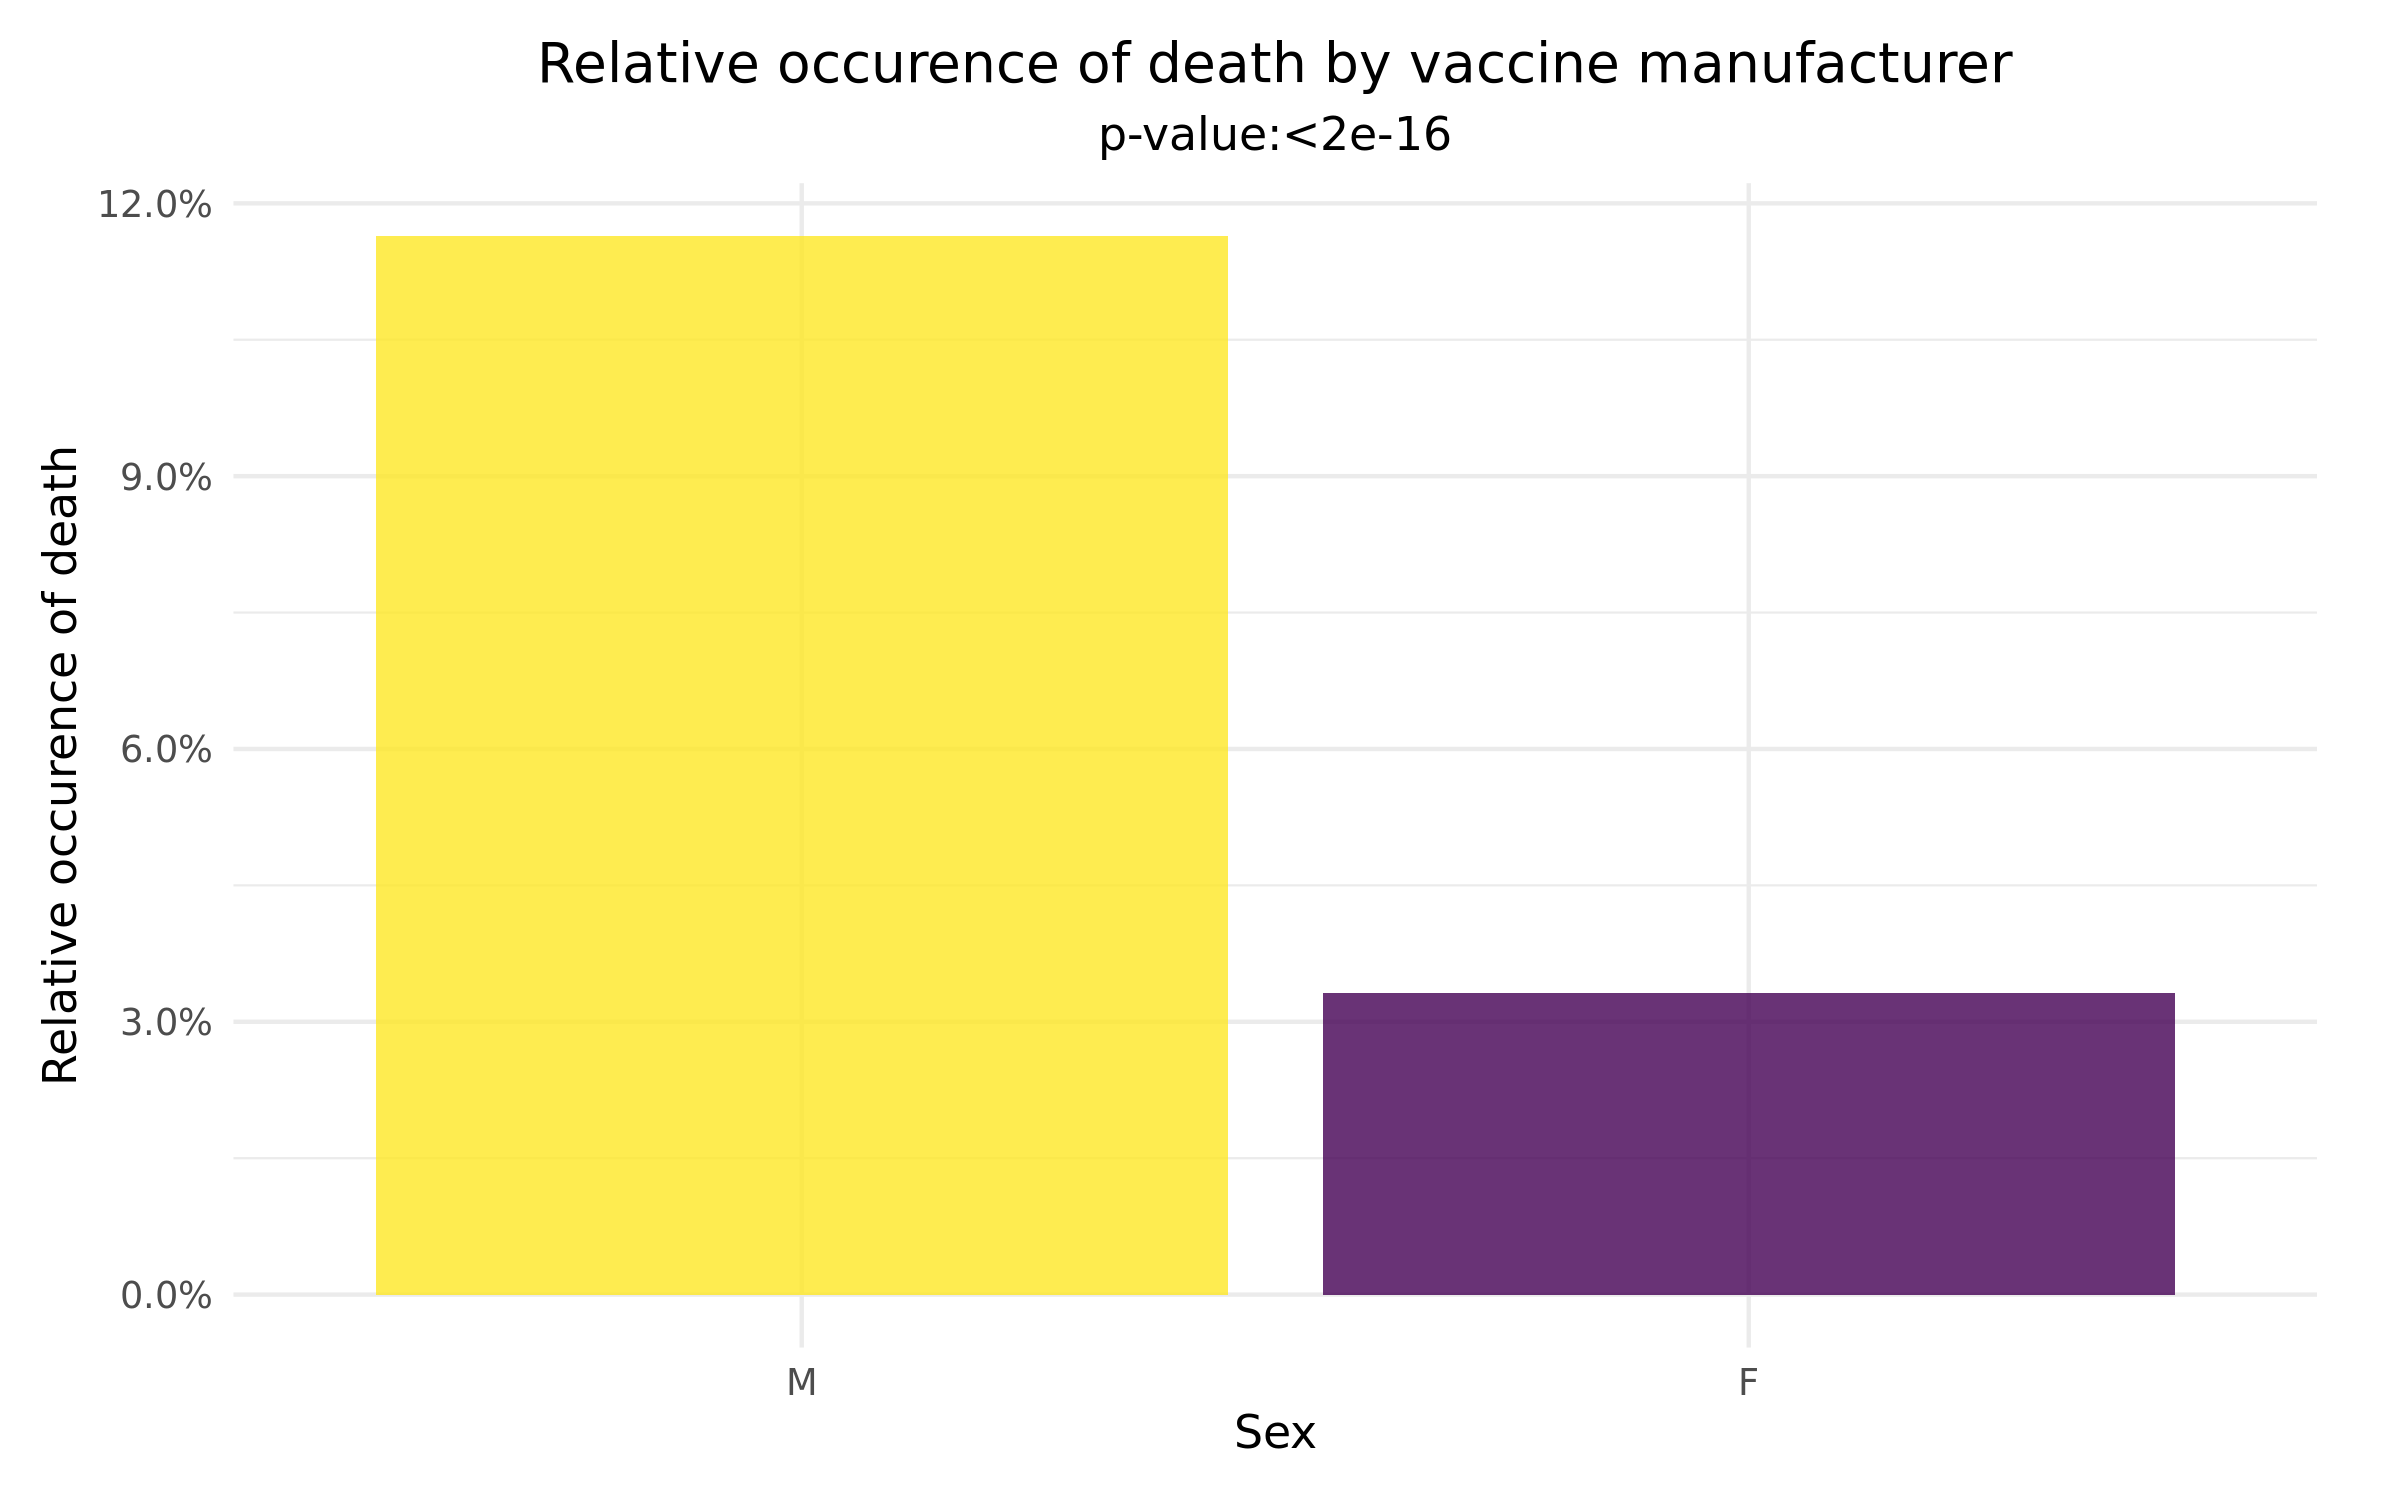 Relative occurence of death by vaccine manufacturer
p-value:<2e-16
Relative occurence of death
12.0%
9.0%
6.0%
3.0%
0.0%
M
F
Sex